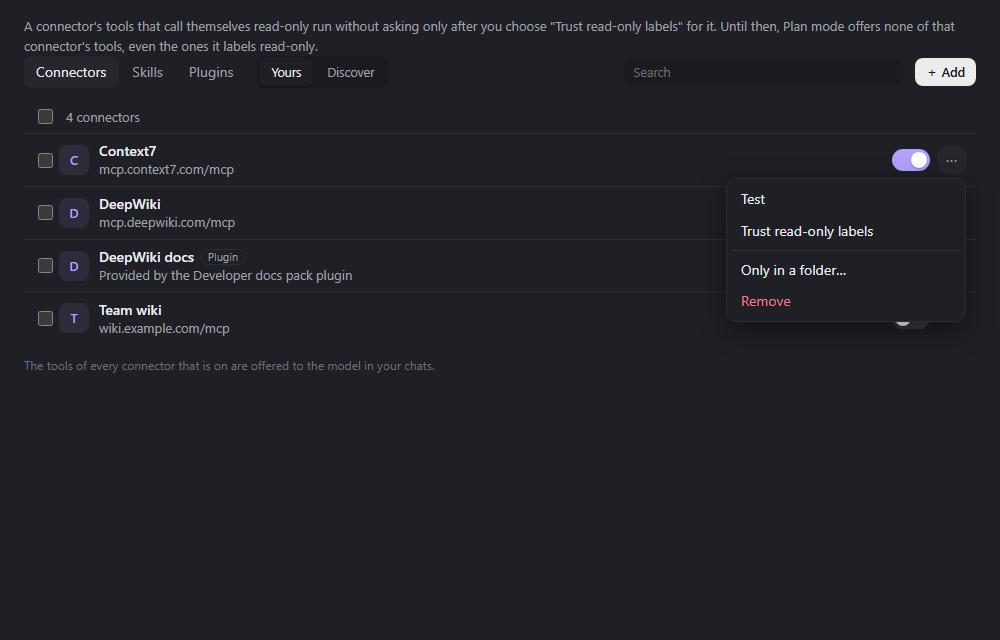 A connector's tools that call themselves read-only run without asking only after you choose "Trust read-only labels" for it. Until then, Plan mode offers none of that
connector's tools, even the ones it labels read-only.
Connectors Skills Plugins Yours Discover Search + Add
4 connectors
C Context7
mcp.context7.com/mcp
...
D DeepWiki
mcp.deepwiki.com/mcp
D DeepWiki docs Plugin
Provided by the Developer docs pack plugin
T Team wiki
wiki.example.com/mcp
Test
Trust read-only labels
Only in a folder...
Remove
The tools of every connector that is on are offered to the model in your chats.